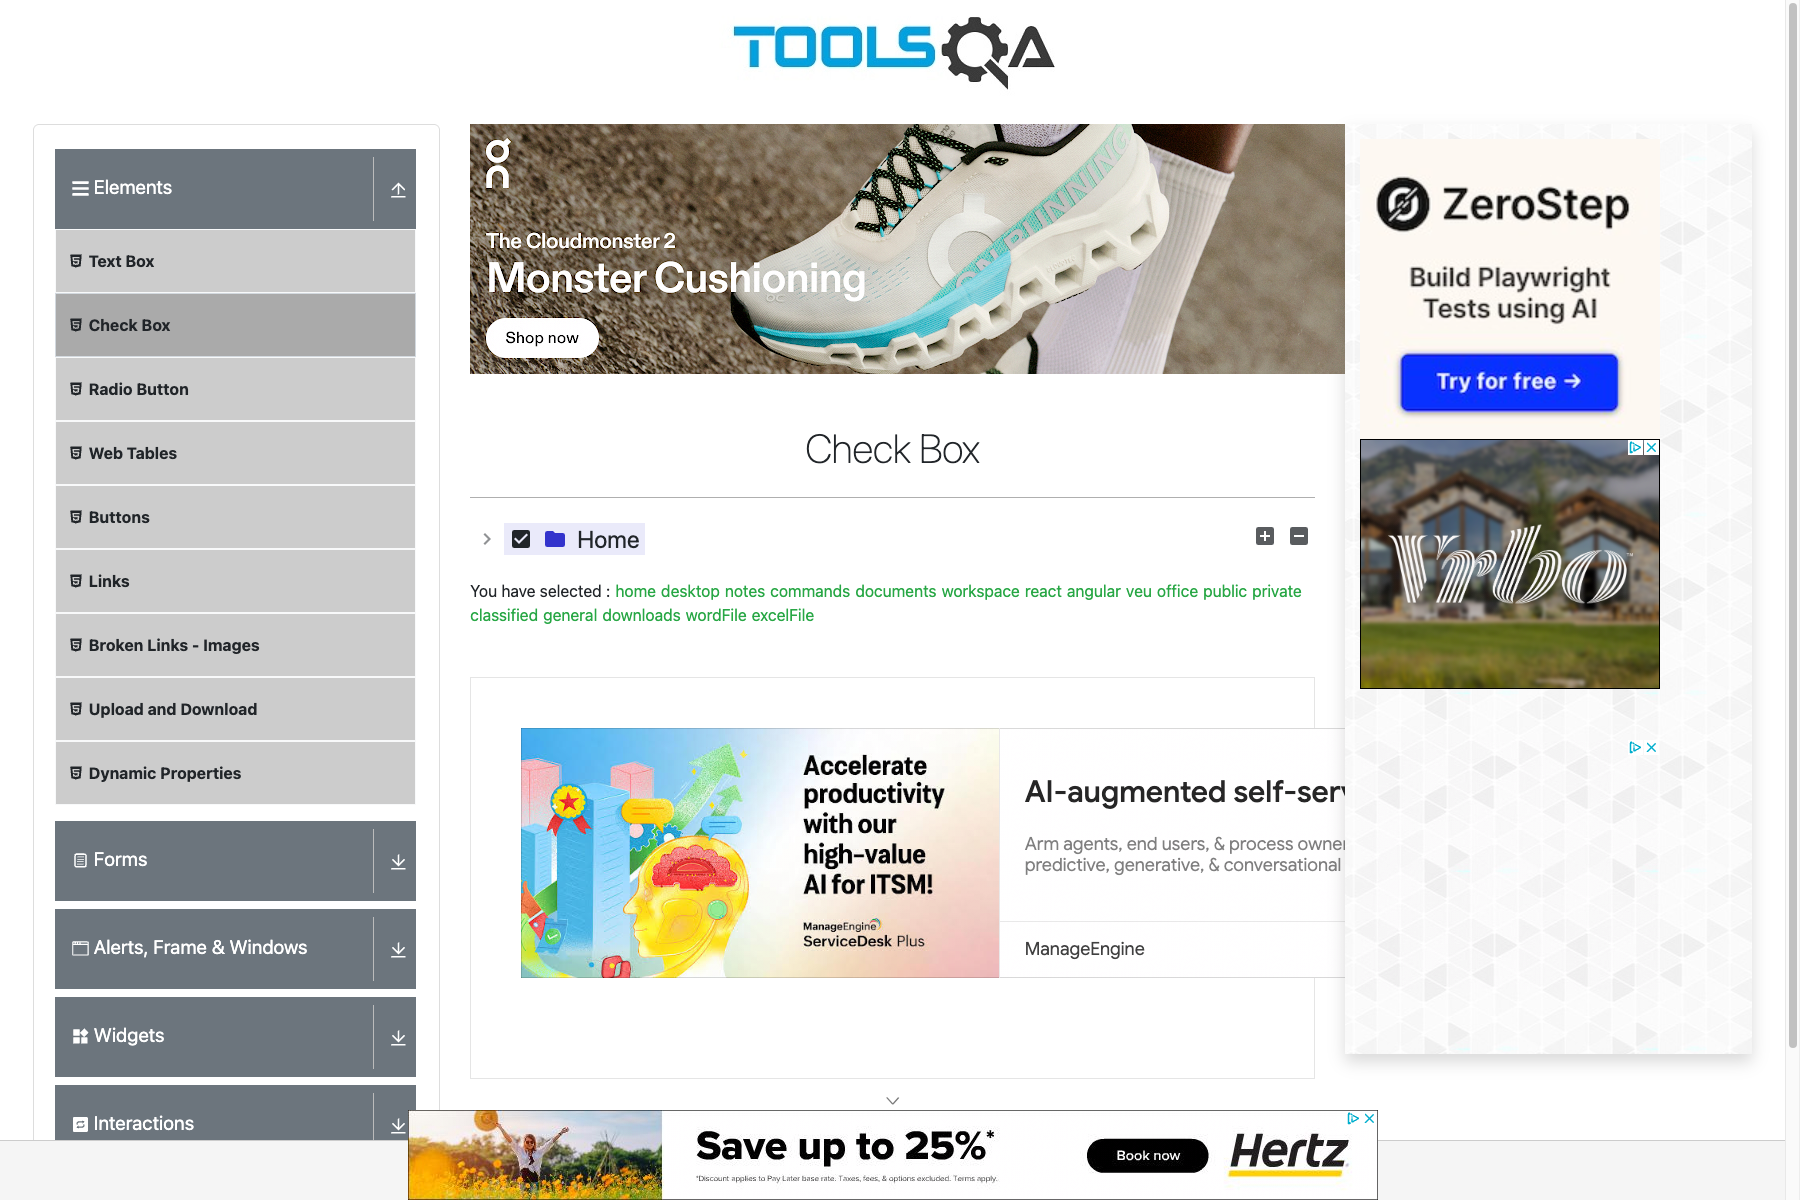 TOOLSQA
Elements
Text Box
Check Box
Radio Button
Web Tables
Buttons
Links
Broken Links - Images
Upload and Download
Dynamic Properties
Forms
Alerts, Frame & Windows
Widgets
Interactions
on
The Cloudmonster 2
Monster Cushioning
Shop now
ON RUNNING
Check Box
Home
You have selected : home desktop notes commands documents workspace react angular veu office public private
classified general downloads wordFile excelFile
Accelerate
productivity
with our
high-value
AI for ITSM!
ManageEngine
ServiceDesk Plus
AI-augmented self-serv
Arm agents, end users, & process owner
predictive, generative, & conversational
ManageEngine
ZeroStep
Build Playwright
Tests using AI
Try for free →
Vrbo™
Save up to 25%*
*Discount applies to Pay Later base rate. Taxes, fees, & options excluded. Terms apply.
Book now
Hertz